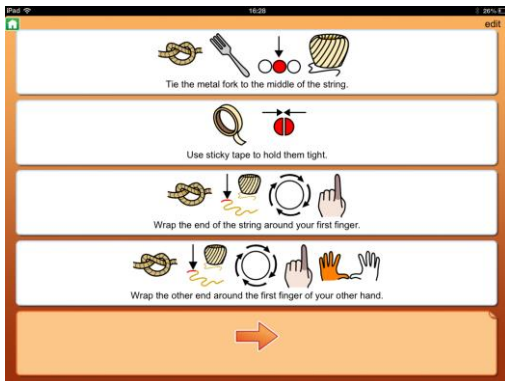 iPad
16:28
26%
edit
Tie the metal fork to the middle of the string.
Use sticky tape to hold them tight.
Wrap the end of the string around your first finger.
Wrap the other end around the first finger of your other hand.